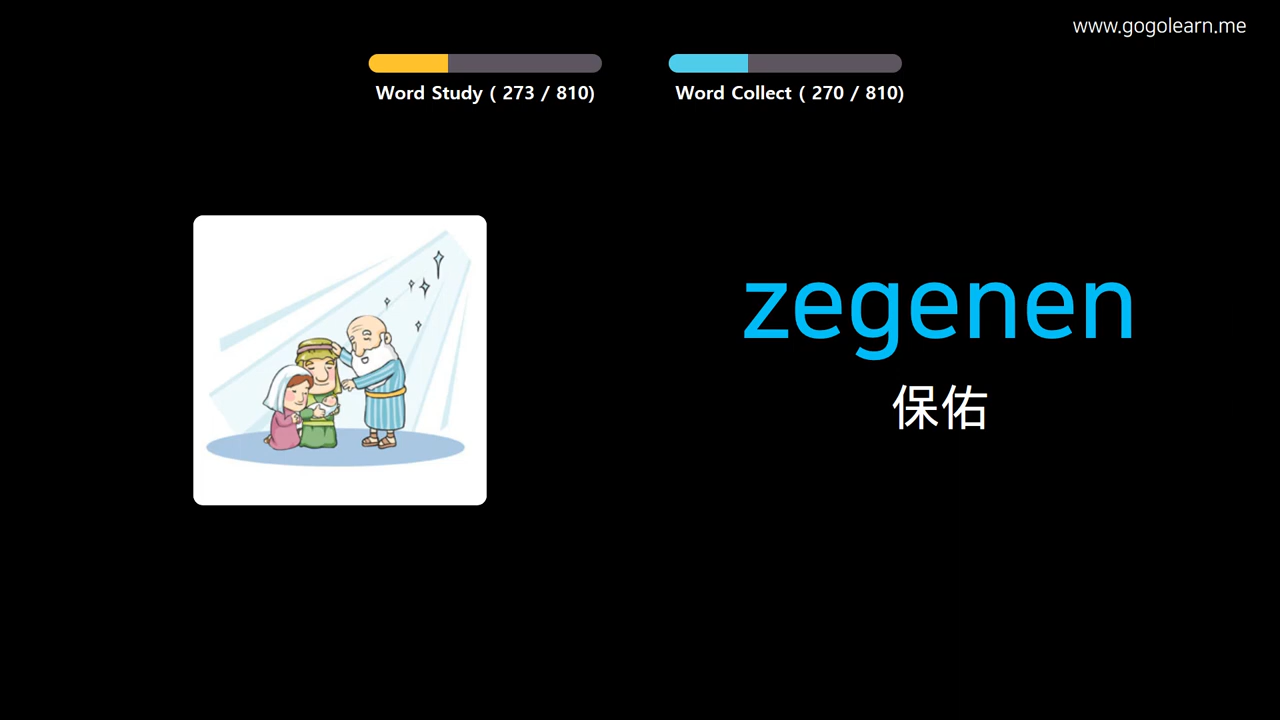 www.gogolearn.me
Word Study ( 273 / 810)
Word Collect ( 270 / 810)
zegenen
保佑